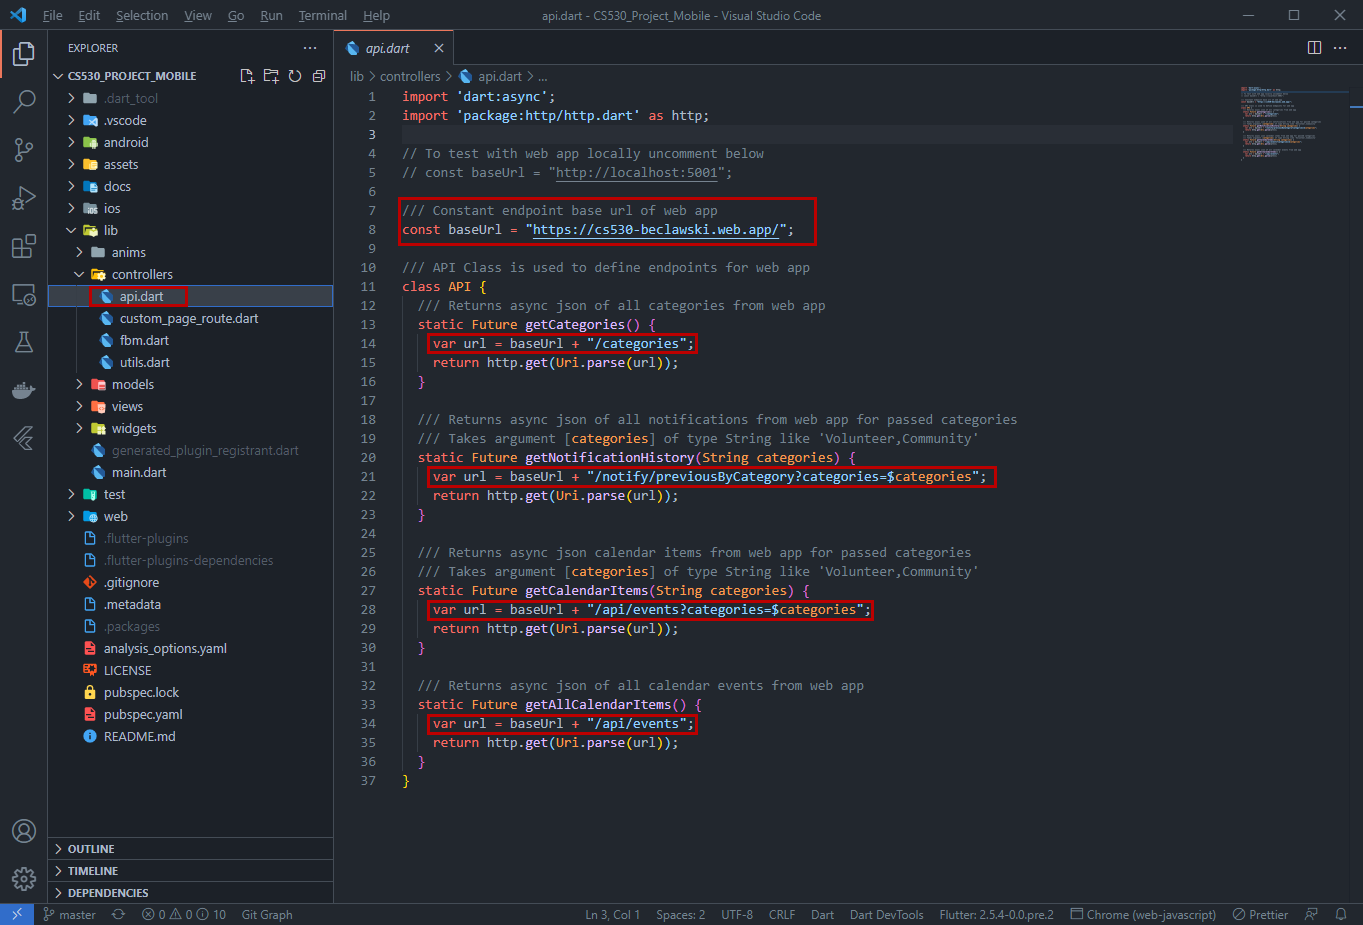 File Edit Selection View Go Run Terminal Help
api.dart - CS530_Project_Mobile - Visual Studio Code
EXPLORER
CS530_PROJECT_MOBILE
.dart_tool
.vscode
android
assets
docs
ios
lib
anims
controllers
api.dart
custom_page_route.dart
fbm.dart
utils.dart
models
views
widgets
generated_plugin_registrant.dart
main.dart
test
web
.flutter-plugins
.flutter-plugins-dependencies
.gitignore
.metadata
.packages
analysis_options.yaml
LICENSE
pubspec.lock
pubspec.yaml
README.md
OUTLINE
TIMELINE
DEPENDENCIES
api.dart
lib > controllers > api.dart > ...
1 import 'dart:async';
2 import 'package:http/http.dart' as http;
3
4 // To test with web app locally uncomment below
5 // const baseUrl = "http://localhost:5001";
6
7 /// Constant endpoint base url of web app
8 const baseUrl = "https://cs530-beclawski.web.app/";
9
10 /// API Class is used to define endpoints for web app
11 class API {
12 /// Returns async json of all categories from web app
13 static Future getCategories() {
14 var url = baseUrl + "/categories";
15 return http.get(Uri.parse(url));
16 }
17
18 /// Returns async json of all notifications from web app for passed categories
19 /// Takes argument [categories] of type String like 'Volunteer,Community'
20 static Future getNotificationHistory(String categories) {
21 var url = baseUrl + "/notify/previousByCategory?categories=$categories";
22 return http.get(Uri.parse(url));
23 }
24
25 /// Returns async json calendar items from web app for passed categories
26 /// Takes argument [categories] of type String like 'Volunteer,Community'
27 static Future getCalendarItems(String categories) {
28 var url = baseUrl + "/api/events?categories=$categories";
29 return http.get(Uri.parse(url));
30 }
31
32 /// Returns async json of all calendar events from web app
33 static Future getAllCalendarItems() {
34 var url = baseUrl + "/api/events";
35 return http.get(Uri.parse(url));
36 }
37 }
master 0 0 10 Git Graph
Ln 3, Col 1 Spaces: 2 UTF-8 CRLF Dart Dart DevTools Flutter: 2.5.4-0.0.pre.2 Chrome (web-javascript) Prettier